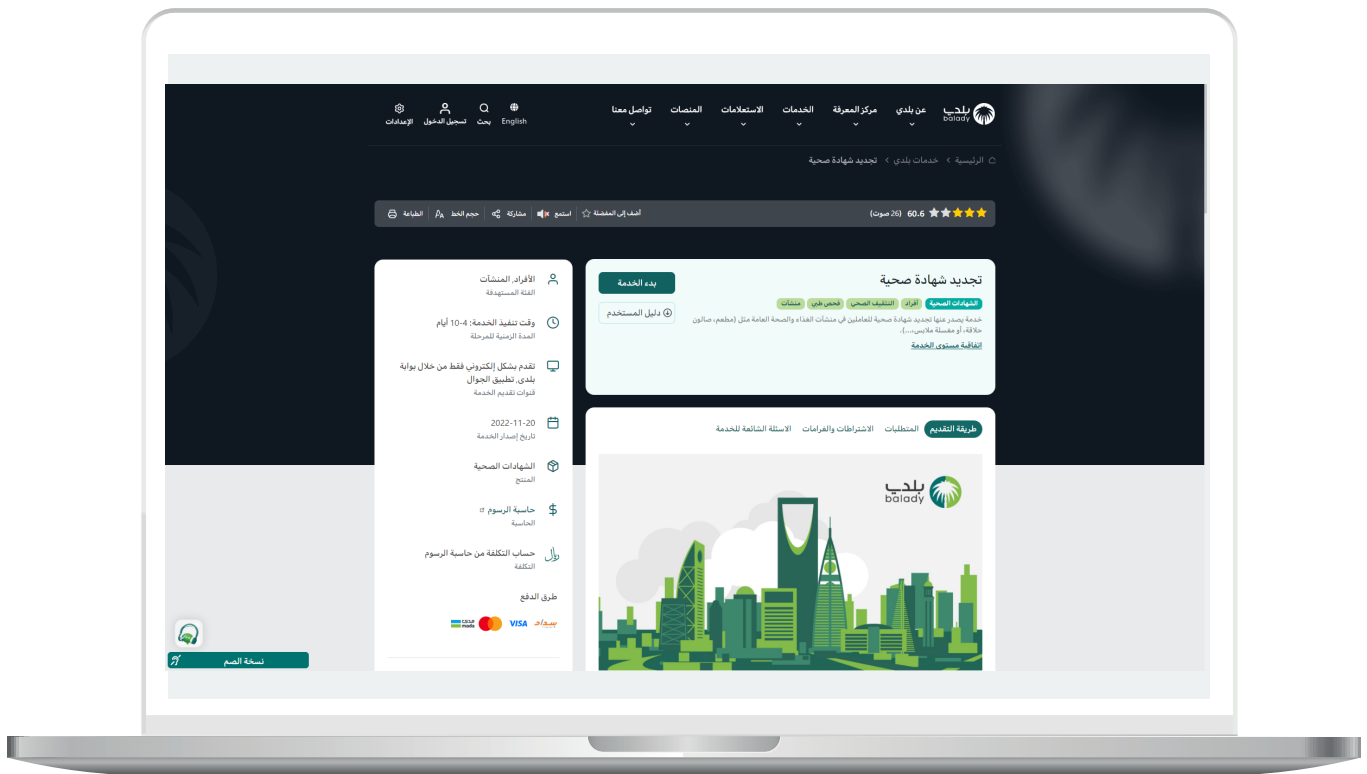 بلدي
balady
عن بلدي
مركز المعرفة
الخدمات
الاستعلامات
المنصات
تواصل معنا
English
بحث
تسجيل الدخول
الإعدادات
الرئيسية > خدمات بلدي > تجديد شهادة صحية
60.6 (26 صوت)
أضف إلى المفضلة
استمع
مشاركة
حجم الخط
الطباعة
تجديد شهادة صحية
الشهادات الصحية أفراد التثقيف الصحي فحص طبي منشآت
خدمة يصدر عنها تجديد شهادة صحية للعاملين في منشآت الغذاء والصحة العامة مثل (مطعم، صالون
حلاقة، أو مغسلة ملابس،...).
اتفاقية مستوى الخدمة
بدء الخدمة
دليل المستخدم
طريقة التقديم المتطلبات الاشتراطات والغرامات الاسئلة الشائعة للخدمة
بلدي
balady
الأفراد, المنشآت
الفئة المستهدفة
وقت تنفيذ الخدمة: 4-10 أيام
المدة الزمنية للمرحلة
تقدم بشكل إلكتروني فقط من خلال بوابة
بلدي, تطبيق الجوال
قنوات تقديم الخدمة
2022-11-20
تاريخ إصدار الخدمة
الشهادات الصحية
المنتج
حاسبة الرسوم
الحاسبة
حساب التكلفة من حاسبة الرسوم
التكلفة
طرق الدفع
سداد VISA مدى mada
نسخة الصم